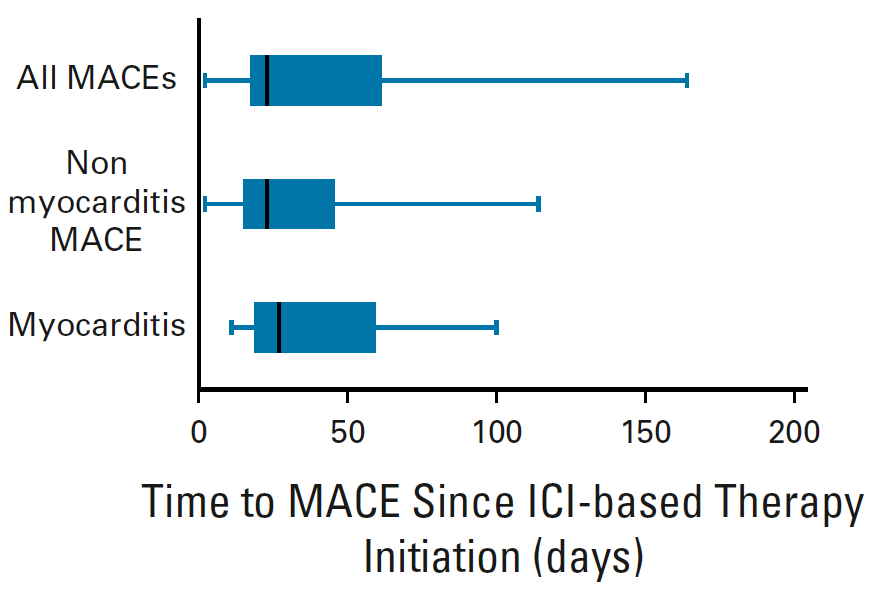 All MACEs
Non
myocarditis
MACE
Myocarditis
0 50 100 150 200
Time to MACE Since ICI-based Therapy
Initiation (days)